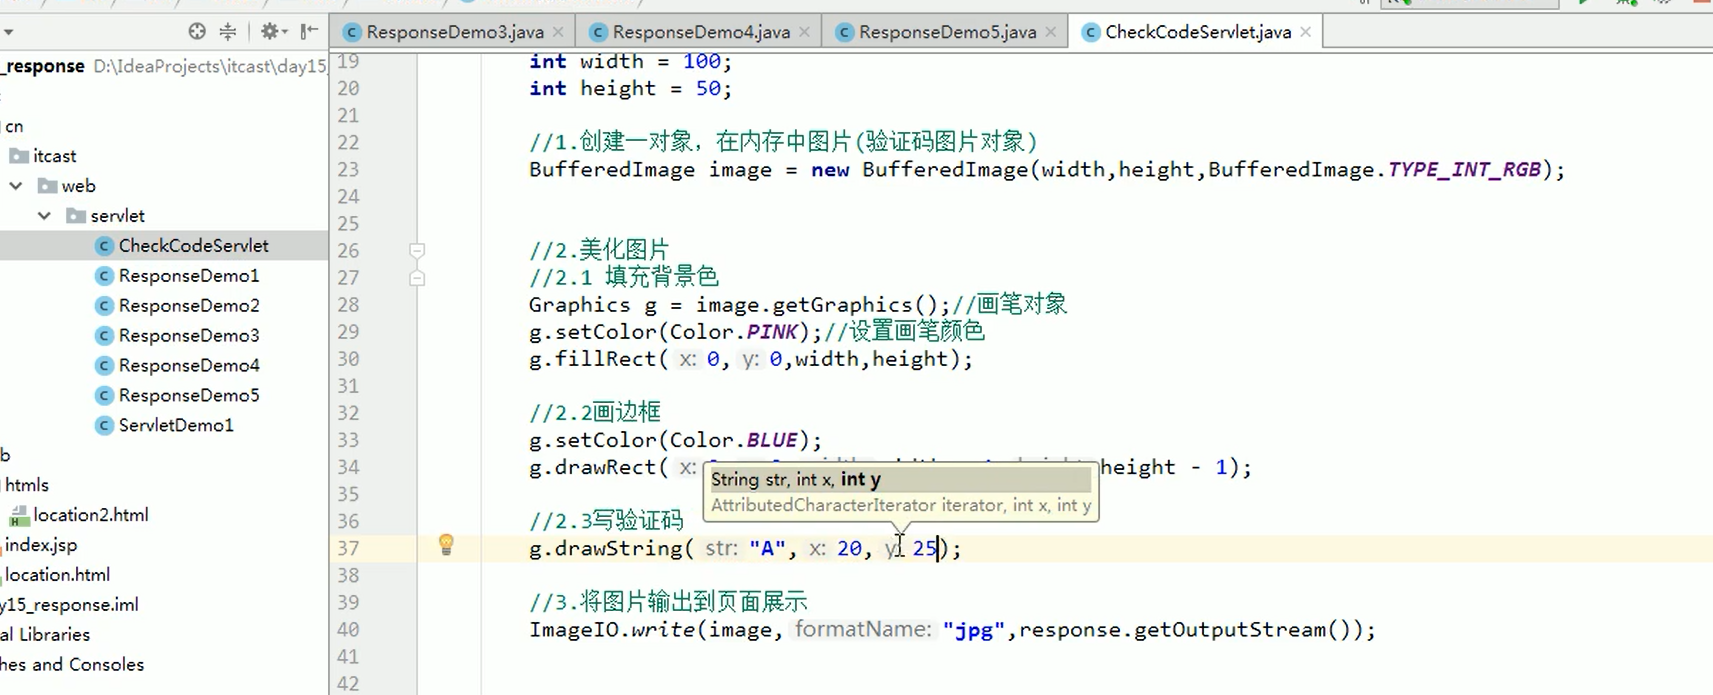 ResponseDemo3.java ResponseDemo4.java ResponseDemo5.java CheckCodeServlet.java
_response D:\IdeaProjects\itcast\day15_
cn
itcast
web
servlet
CheckCodeServlet
ResponseDemo1
ResponseDemo2
ResponseDemo3
ResponseDemo4
ResponseDemo5
ServletDemo1
b
htmls
location2.html
index.jsp
location.html
y15_response.iml
al Libraries
hes and Consoles
19 int width = 100;
20 int height = 50;
21
22 //1.创建一对象，在内存中图片(验证码图片对象)
23 BufferedImage image = new BufferedImage(width,height,BufferedImage.TYPE_INT_RGB);
24
25
26 //2.美化图片
27 //2.1 填充背景色
28 Graphics g = image.getGraphics();//画笔对象
29 g.setColor(Color.PINK);//设置画笔颜色
30 g.fillRect( x: 0, y: 0,width,height);
31
32 //2.2画边框
33 g.setColor(Color.BLUE);
34 g.drawRect( x: height - 1);
String str, int x, int y
AttributedCharacterIterator iterator, int x, int y
35
36 //2.3写验证码
37 g.drawString( str: "A", x: 20, y: 25);
38
39 //3.将图片输出到页面展示
40 ImageIO.write(image, formatName: "jpg",response.getOutputStream());
41
42